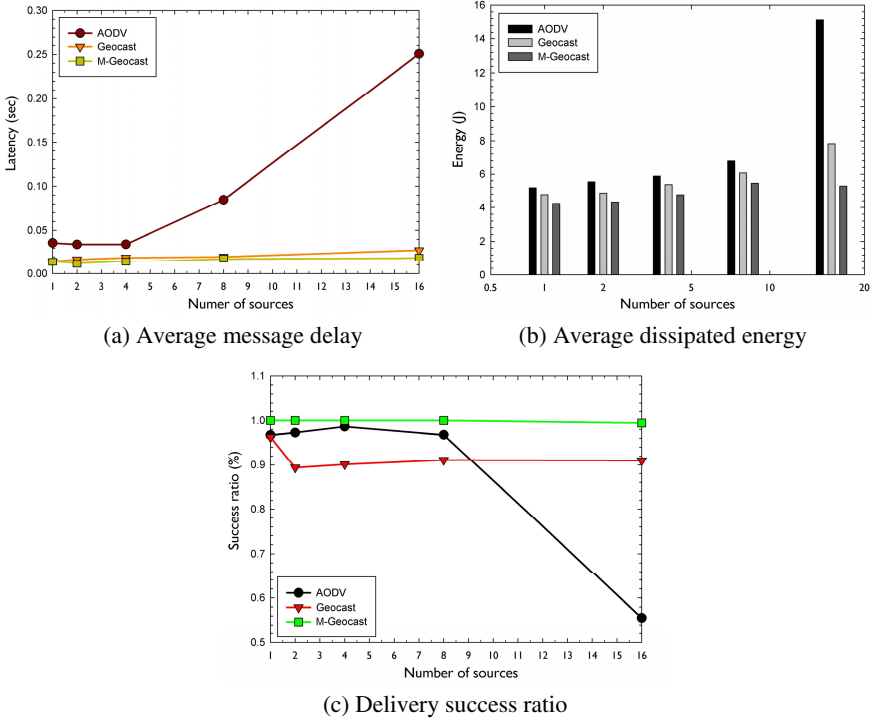 0.30
0.25
0.20
0.15
0.10
0.05
0.00
Latency (sec)
AODV
Geocast
M-Geocast
1 2 3 4 5 6 7 8 9 10 11 12 13 14 15 16
Numer of sources
(a) Average message delay
16
14
12
10
8
6
4
2
0
Energy (J)
AODV
Geocast
M-Geocast
0.5 1 2 5 10 20
Number of sources
(b) Average dissipated energy
1.1
1.0
0.9
0.8
0.7
0.6
0.5
Success ratio (%)
AODV
Geocast
M-Geocast
1 2 3 4 5 6 7 8 9 10 11 12 13 14 15 16
Number of sources
(c) Delivery success ratio